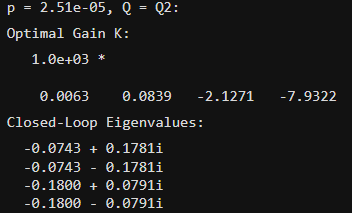 p = 2.51e-05, Q = Q2:
Optimal Gain K:
1.0e+03 *
0.0063 0.0839 -2.1271 -7.9322
Closed-Loop Eigenvalues:
-0.0743 + 0.1781i
-0.0743 - 0.1781i
-0.1800 + 0.0791i
-0.1800 - 0.0791i